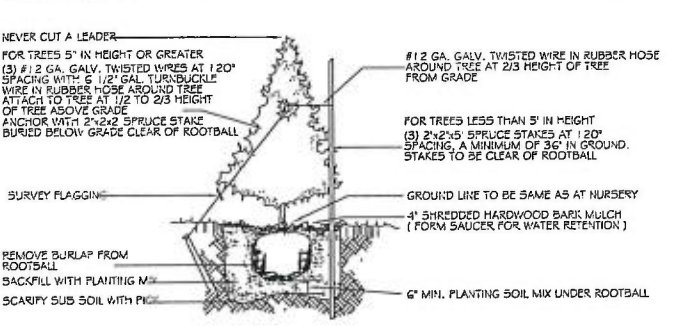 NEVER CUT A LEADER
FOR TREES 5" IN HEIGHT OR GREATER
(3) #12 GA. GALV. TWISTED WIRES AT 120°
SPACING WITH 6 1/2" GAL. TURNBUCKLE
WIRE IN RUBBER HOSE AROUND TREE
ATTACH TO TREE AT 1/2 TO 2/3 HEIGHT
OF TREE ABOVE GRADE
ANCHOR WITH 2"x2x2 SPRUCE STAKE
BURIED BELOW GRADE CLEAR OF ROOTBALL
SURVEY FLAGGING
REMOVE BURLAP FROM
ROOTBALL
BACKFILL WITH PLANTING MIX
SCARIFY SUB SOIL WITH PICK
#12 GA. GALV. TWISTED WIRE IN RUBBER HOSE
AROUND TREE AT 2/3 HEIGHT OF TREE
FROM GRADE
FOR TREES LESS THAN 5' IN HEIGHT
(3) 2"x2"x5' SPRUCE STAKES AT 120°
SPACING, A MINIMUM OF 36" IN GROUND.
STAKES TO BE CLEAR OF ROOTBALL
GROUND LINE TO BE SAME AS AT NURSERY
4" SHREDDED HARDWOOD BARK MULCH
( FORM SAUCER FOR WATER RETENTION )
6" MIN. PLANTING SOIL MIX UNDER ROOTBALL